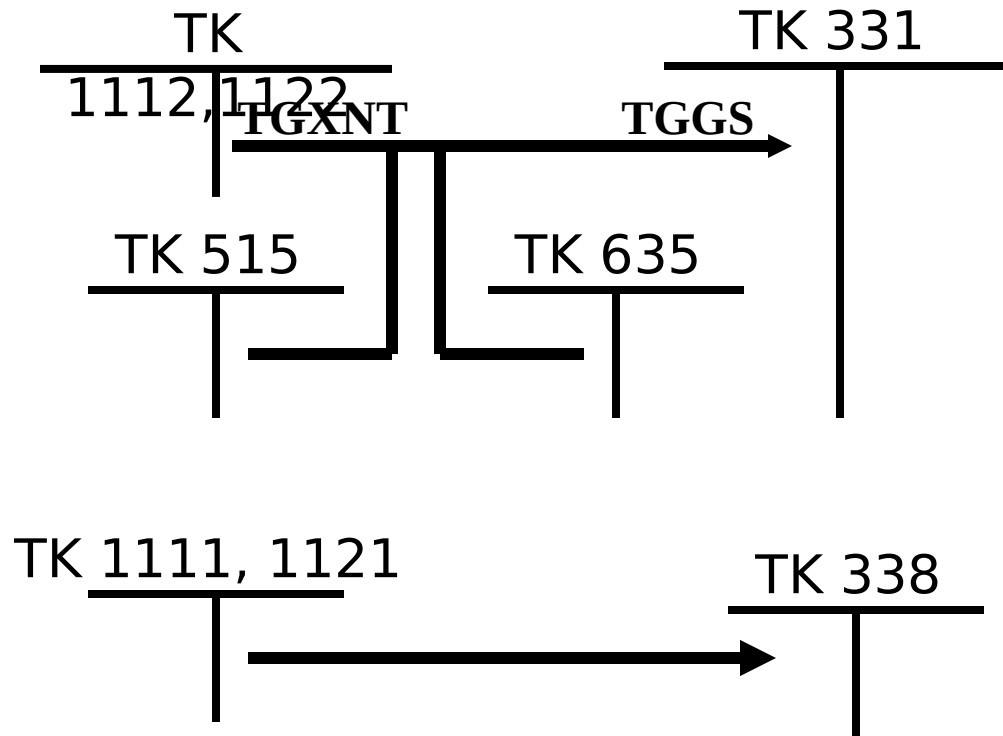 TK
1112,1122
TK 331
TGXNT
TGGS
TK 515
TK 635
TK 1111, 1121
TK 338